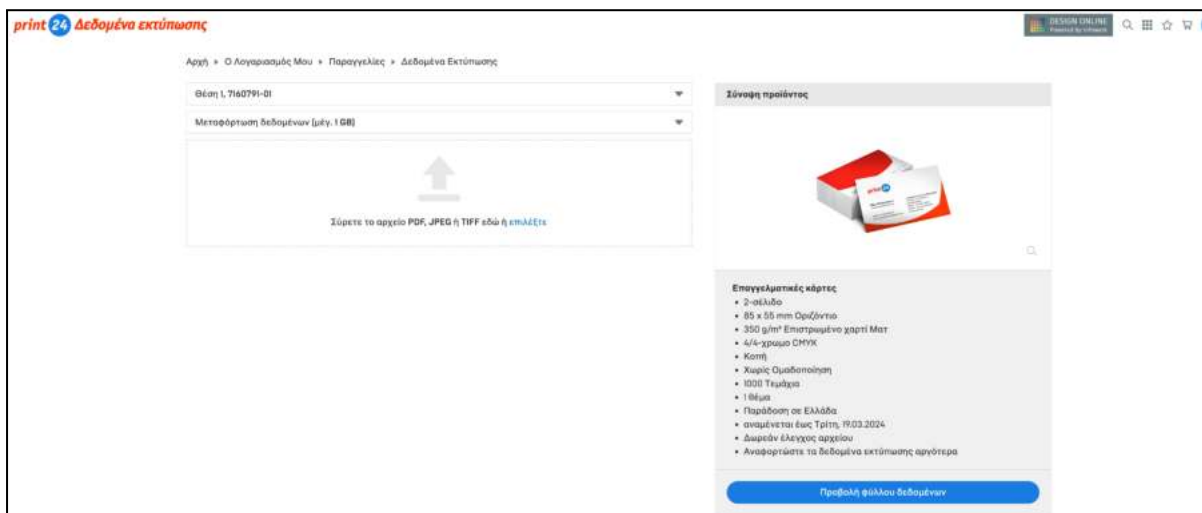 print 24 Δεδομένα εκτύπωσης
DESIGN ONLINE
Αρχή Ο Λογαριασμός Μου Παραγγελίες Δεδομένα Εκτύπωσης
Θέση 1, 7160791-01
Μεταφόρτωση δεδομένων (μέγ. 1 GB)
Σύρετε το αρχείο PDF, JPEG ή TIFF εδώ ή επιλέξτε
Σύνοψη προϊόντος
print 24
Επαγγελματικές κάρτες
• 2-σέλιδο
• 85 x 55 mm Οριζόντιο
• 350 g/m² Επιστρωμένο χαρτί Ματ
• 4/4-χρωμο CMYK
• Κοπή
• Χωρίς Ομαδοποίηση
• 1000 Τεμάχια
• 1 Θέμα
• Παράδοση σε Ελλάδα
• αναμένεται έως Τρίτη, 19.03.2024
• Δωρεάν έλεγχος αρχείου
• Αναφορτώστε τα δεδομένα εκτύπωσης αργότερα
Προβολή φύλλου δεδομένων